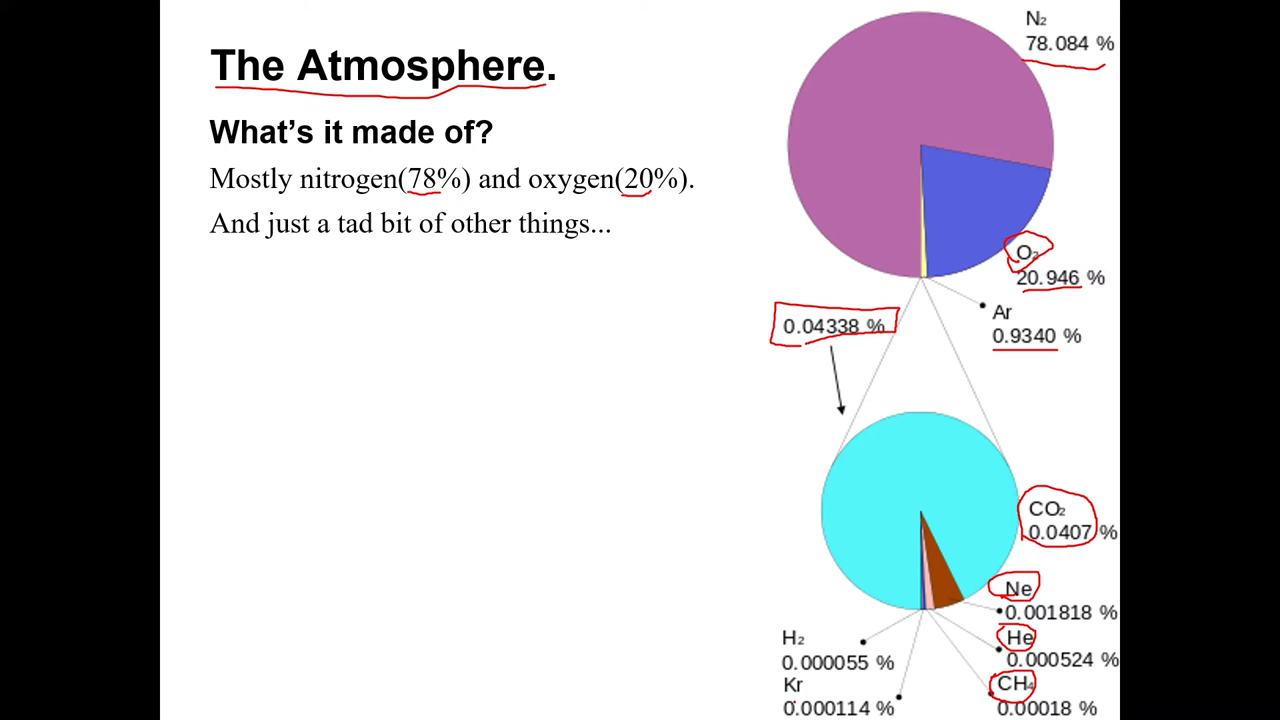 The Atmosphere.
What's it made of?
Mostly nitrogen(78%) and oxygen(20%).
And just a tad bit of other things...
N₂
78.084 %
O₂
20.946 %
Ar
0.9340 %
0.04338 %
CO₂
0.0407 %
Ne
0.001818 %
He
0.000524 %
CH₄
0.00018 %
H₂
0.000055 %
Kr
0.000114 %